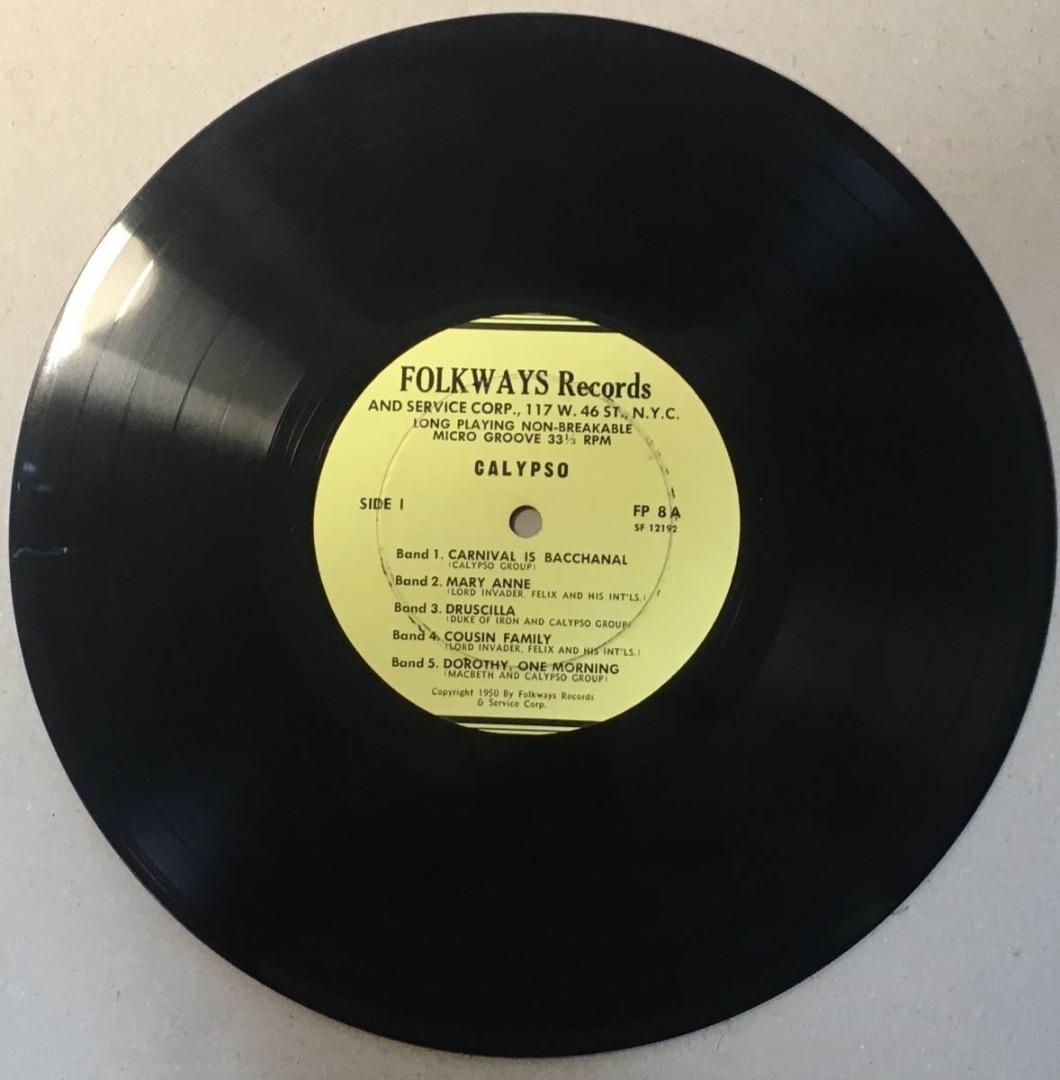 FOLKWAYS Records
AND SERVICE CORP., 117 W. 46 ST., N.Y.C.
LONG PLAYING NON-BREAKABLE
MICRO GROOVE 33⅓ RPM
CALYPSO
SIDE I
FP 8 A
SF 12192
Band 1. CARNIVAL IS BACCHANAL
(CALYPSO GROUP)
Band 2. MARY ANNE
(LORD INVADER, FELIX AND HIS INT'LS.)
Band 3. DRUSCILLA
(DUKE OF IRON AND CALYPSO GROUP)
Band 4. COUSIN FAMILY
(LORD INVADER, FELIX AND HIS INT'LS.)
Band 5. DOROTHY, ONE MORNING
(MACBETH AND CALYPSO GROUP)
Copyright 1950 By Folkways Records
& Service Corp.